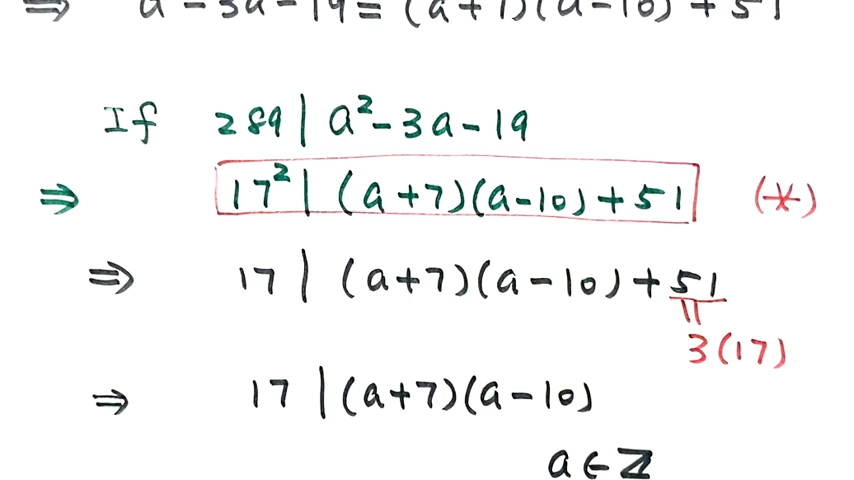 ⇒ a² - 3a - 19 = (a+7)(a-10) + 51
If 289 | a² - 3a - 19
⇒ 17² | (a+7)(a-10) + 51 (*)
⇒ 17 | (a+7)(a-10) + 51
= 3(17)
⇒ 17 | (a+7)(a-10)
a ∈ ℤ